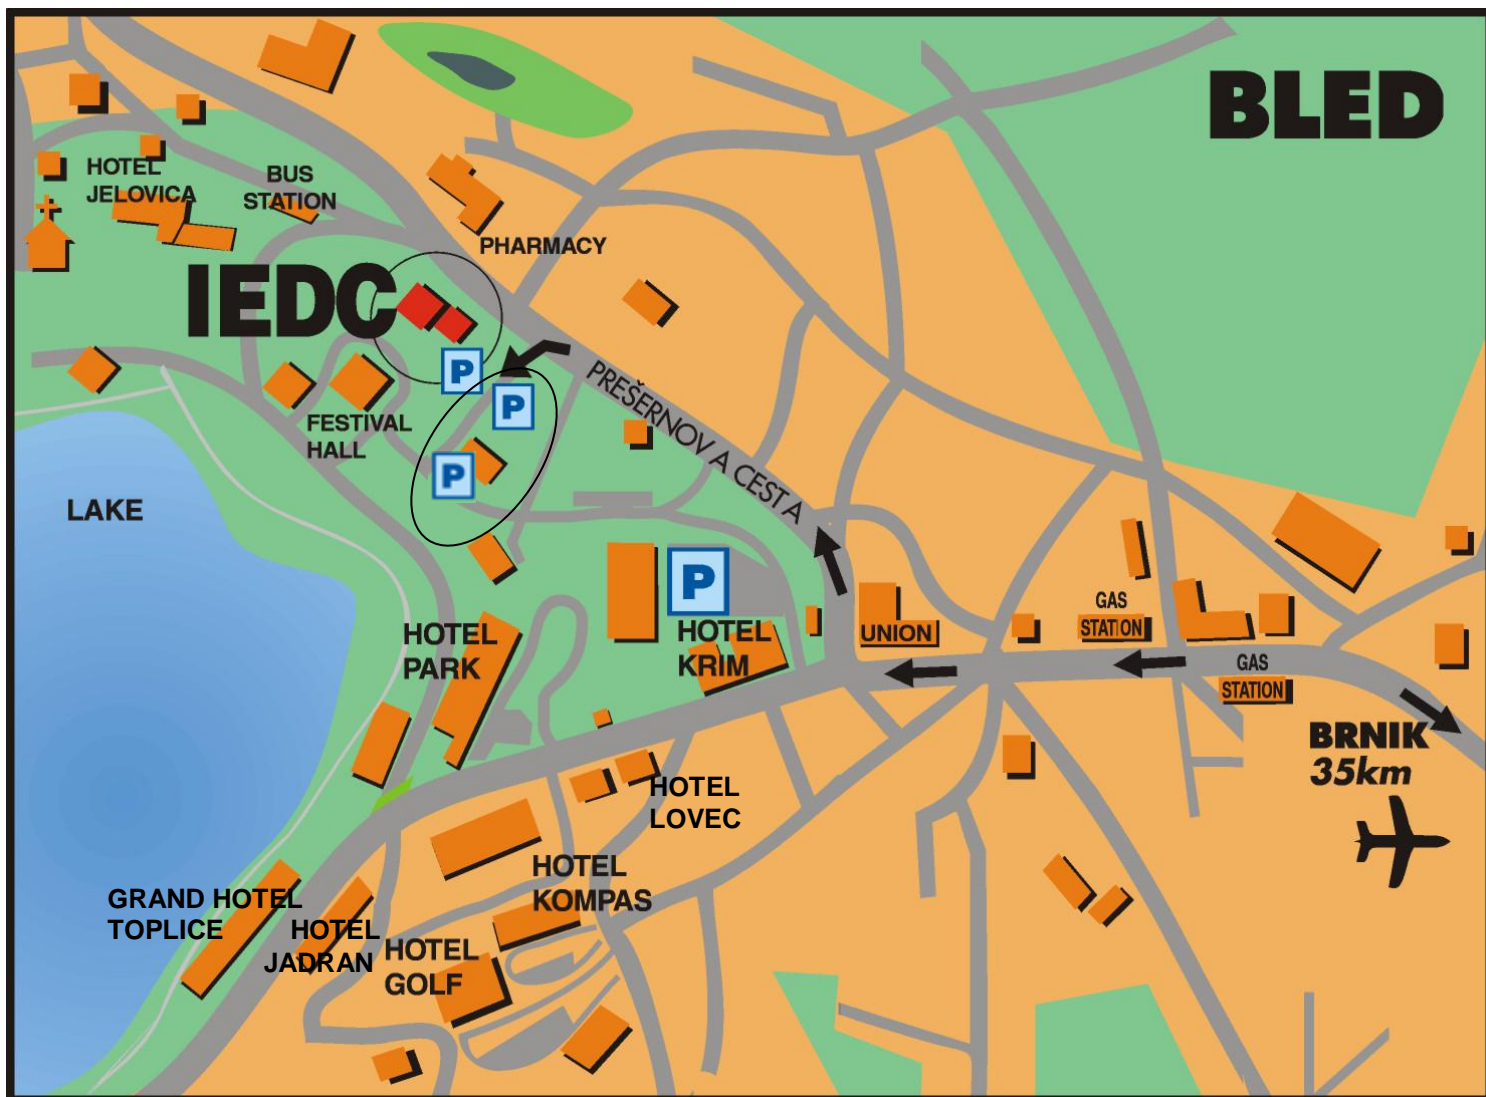 BLED
HOTEL
JELOVICA
BUS
STATION
PHARMACY
IEDC
P
P
P
PREŠERNOVA CESTA
FESTIVAL
HALL
LAKE
P
HOTEL
PARK
HOTEL
KRIM
UNION
GAS
STATION
GAS
STATION
BRNIK
35km
HOTEL
LOVEC
HOTEL
KOMPAS
GRAND HOTEL
TOPLICE
HOTEL
JADRAN
HOTEL
GOLF